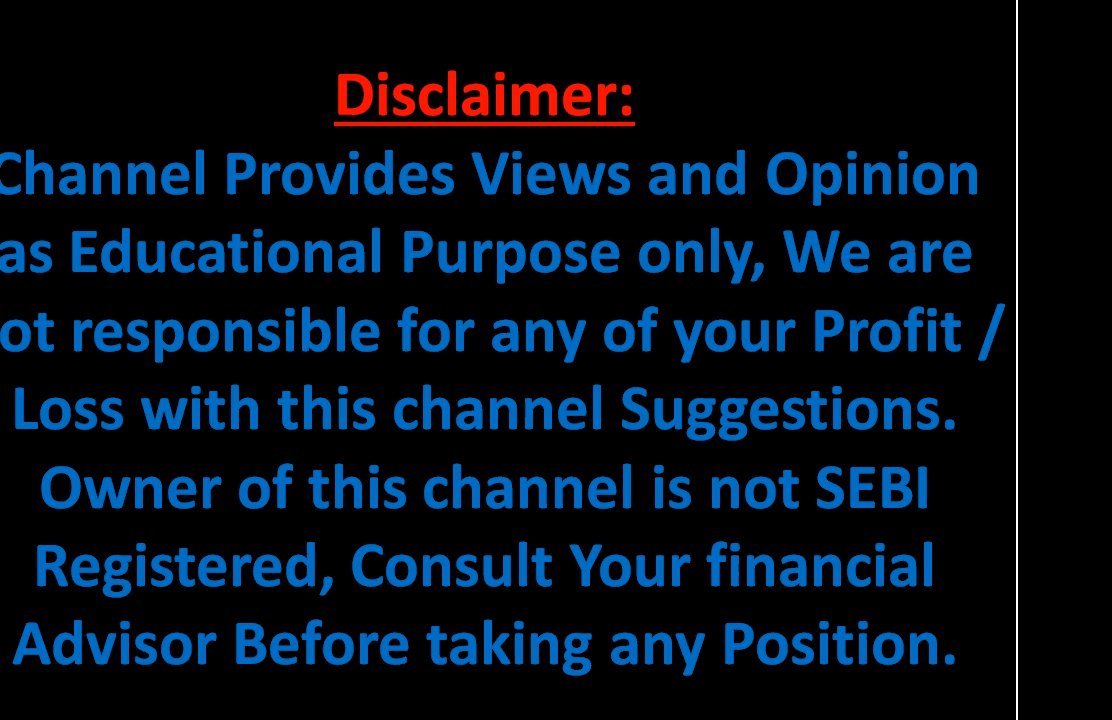 Disclaimer:
Channel Provides Views and Opinion
as Educational Purpose only, We are
ot responsible for any of your Profit /
Loss with this channel Suggestions.
Owner of this channel is not SEBI
Registered, Consult Your financial
Advisor Before taking any Position.